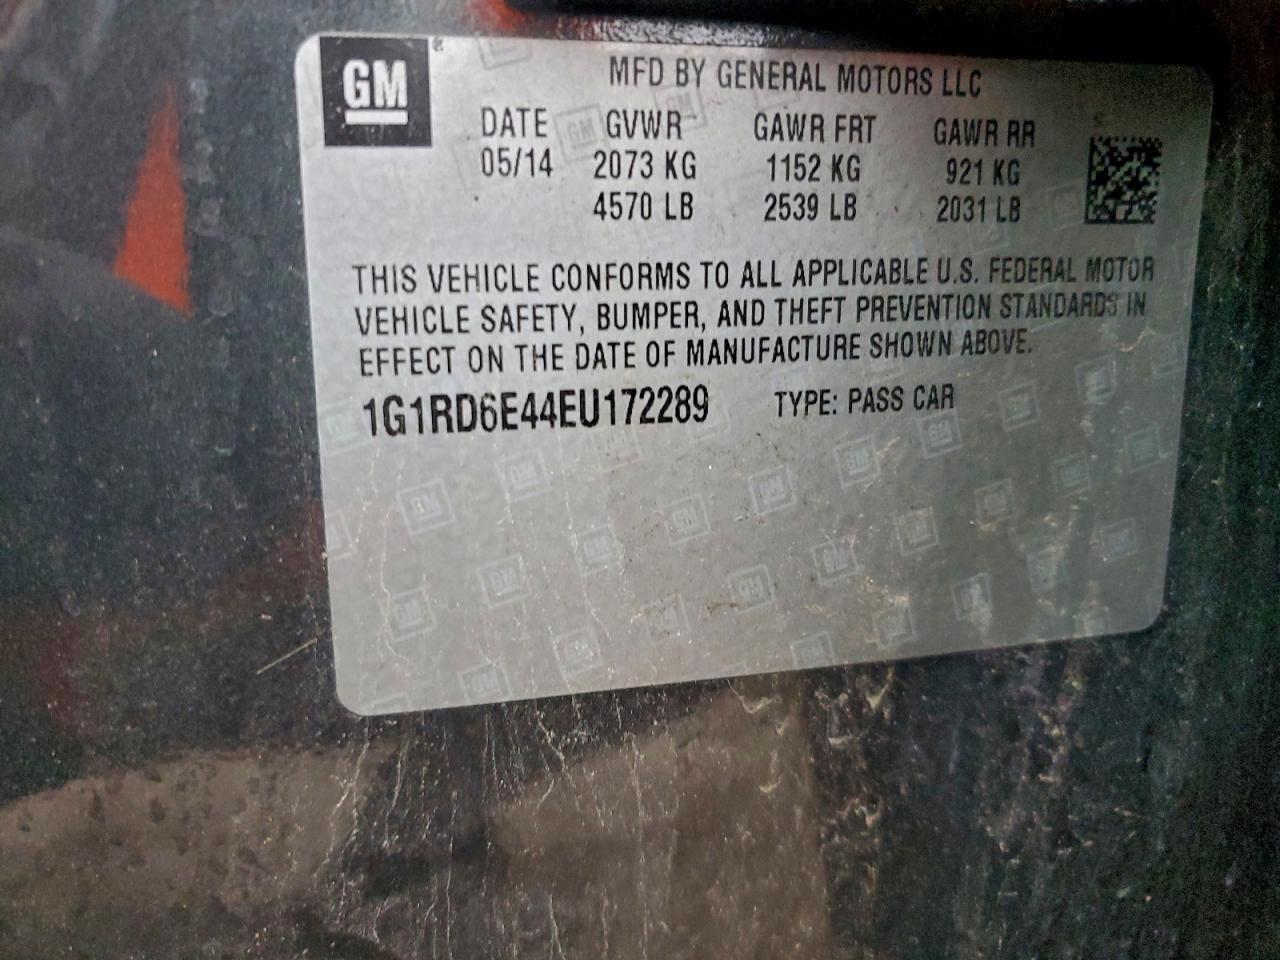 GM
MFD BY GENERAL MOTORS LLC
DATE GVWR GAWR FRT GAWR RR
05/14 2073 KG 1152 KG 921 KG
4570 LB 2539 LB 2031 LB
THIS VEHICLE CONFORMS TO ALL APPLICABLE U.S. FEDERAL MOTOR
VEHICLE SAFETY, BUMPER, AND THEFT PREVENTION STANDARDS IN
EFFECT ON THE DATE OF MANUFACTURE SHOWN ABOVE.
1G1RD6E44EU172289 TYPE: PASS CAR